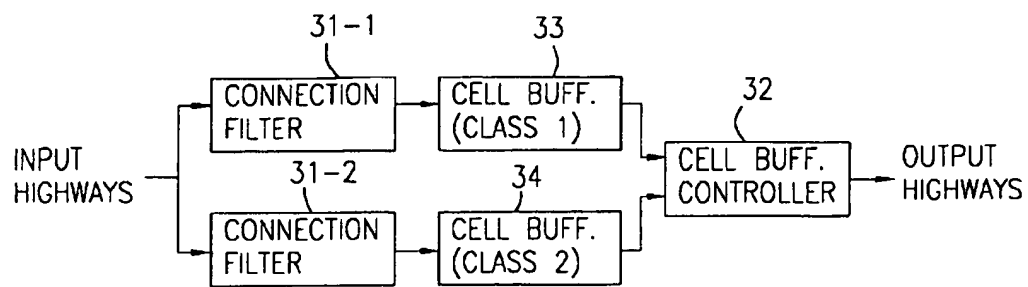 31-1
33
CONNECTION
FILTER
CELL BUFF.
(CLASS 1)
32
INPUT
HIGHWAYS
31-2
34
CELL BUFF.
CONTROLLER
OUTPUT
HIGHWAYS
CONNECTION
FILTER
CELL BUFF.
(CLASS 2)